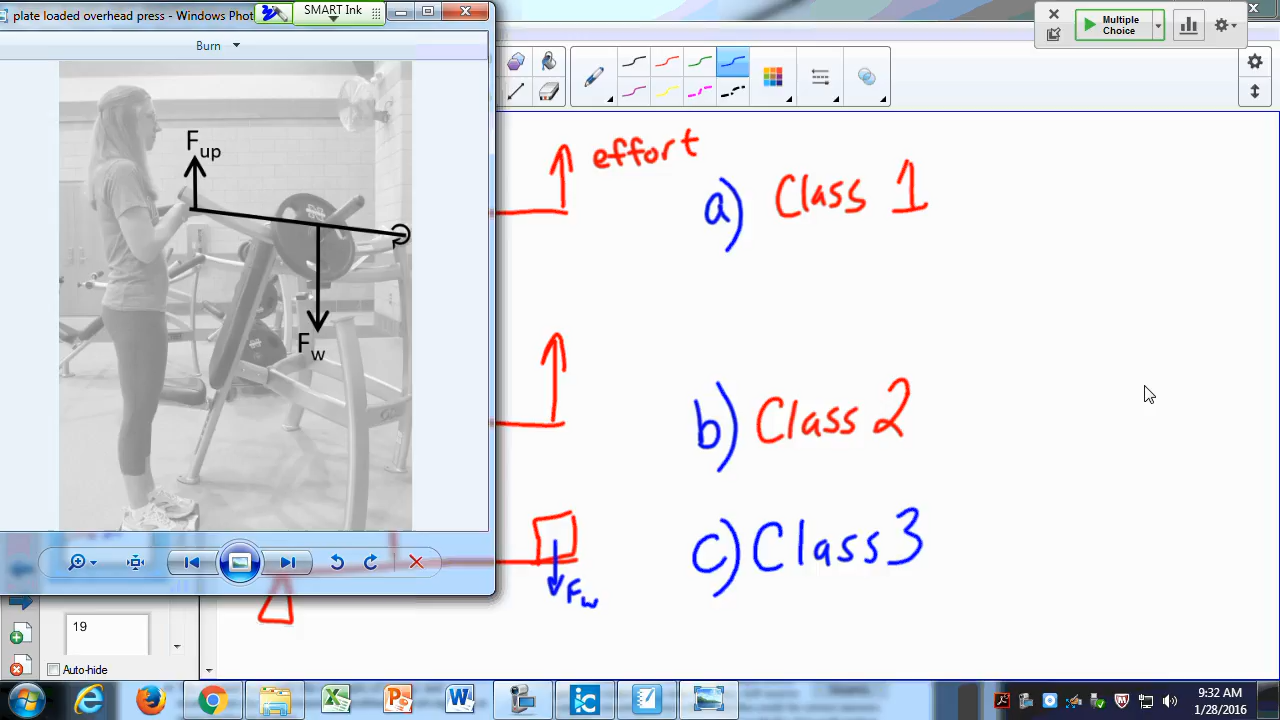 plate loaded overhead press - Windows Phot
SMART Ink
Multiple
Choice
Burn
F up
F w
effort
a) Class 1
b) Class 2
c) Class 3
Fw
19
Auto-hide
9:32 AM
1/28/2016